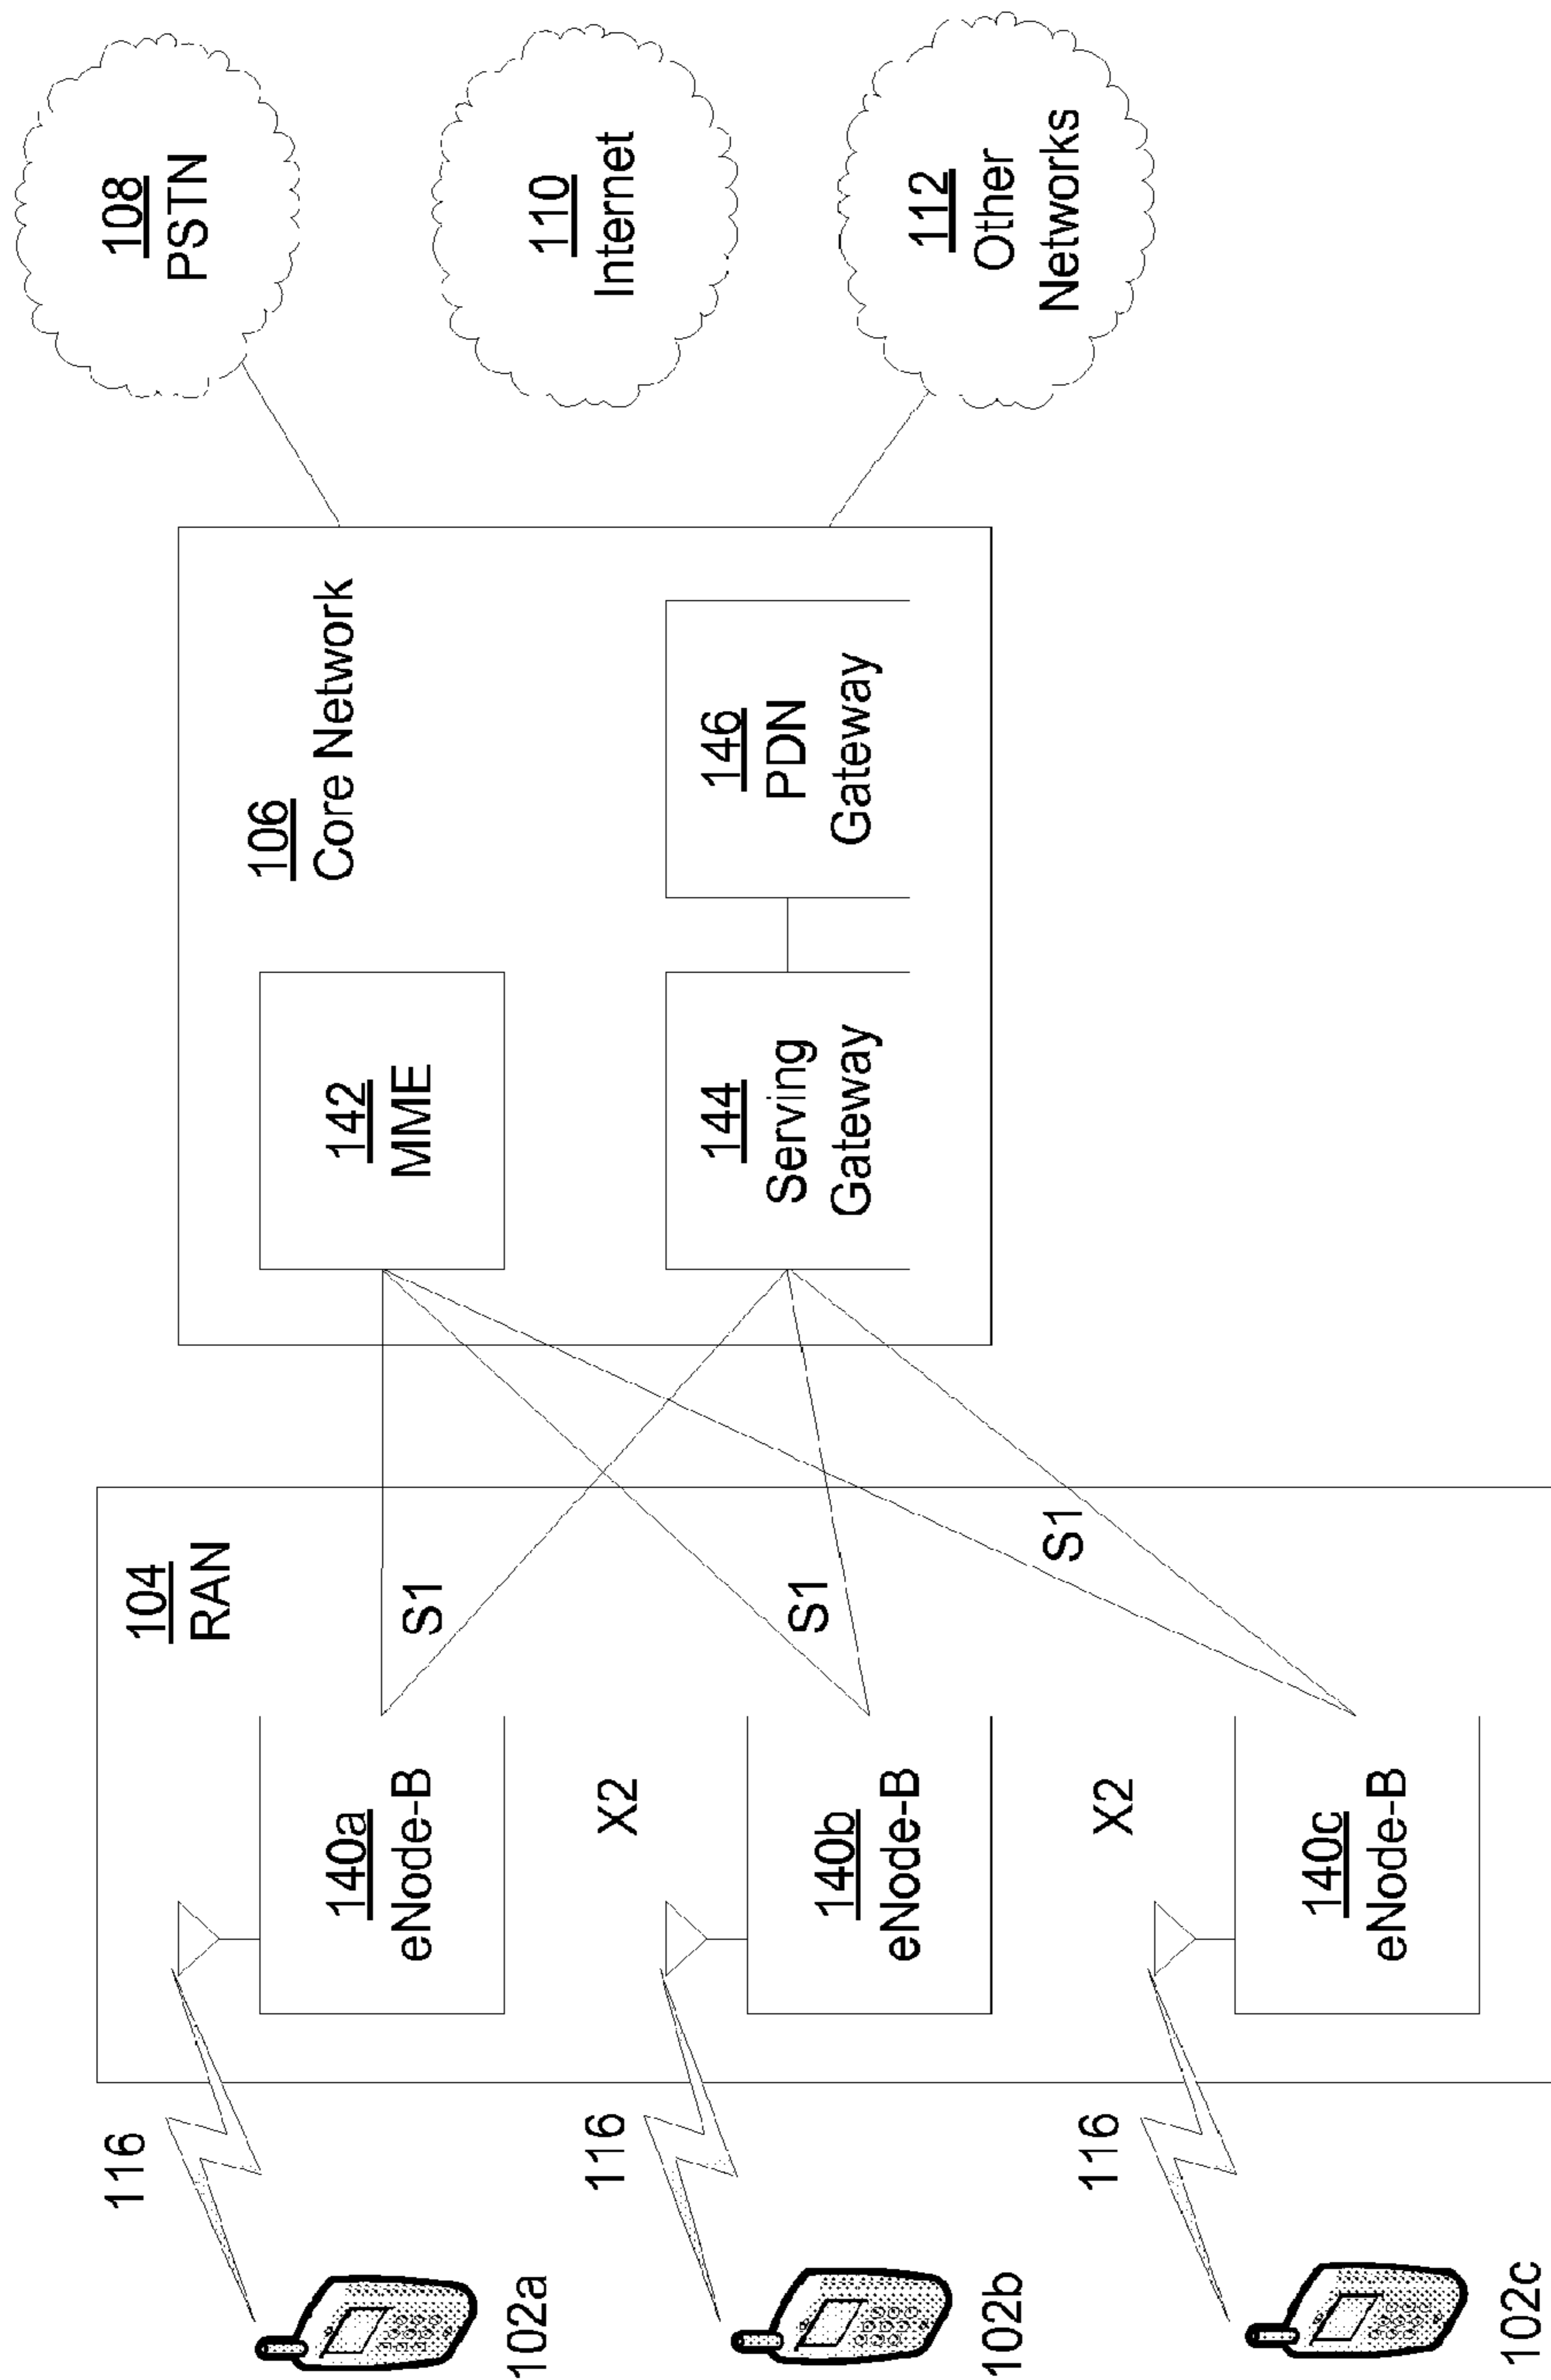 116
102a
116
102b
116
102c
104
RAN
140a
eNode-B
X2
140b
eNode-B
X2
140c
eNode-B
S1
S1
S1
106
Core Network
142
MME
144
Serving
Gateway
146
PDN
Gateway
108
PSTN
110
Internet
112
Other
Networks